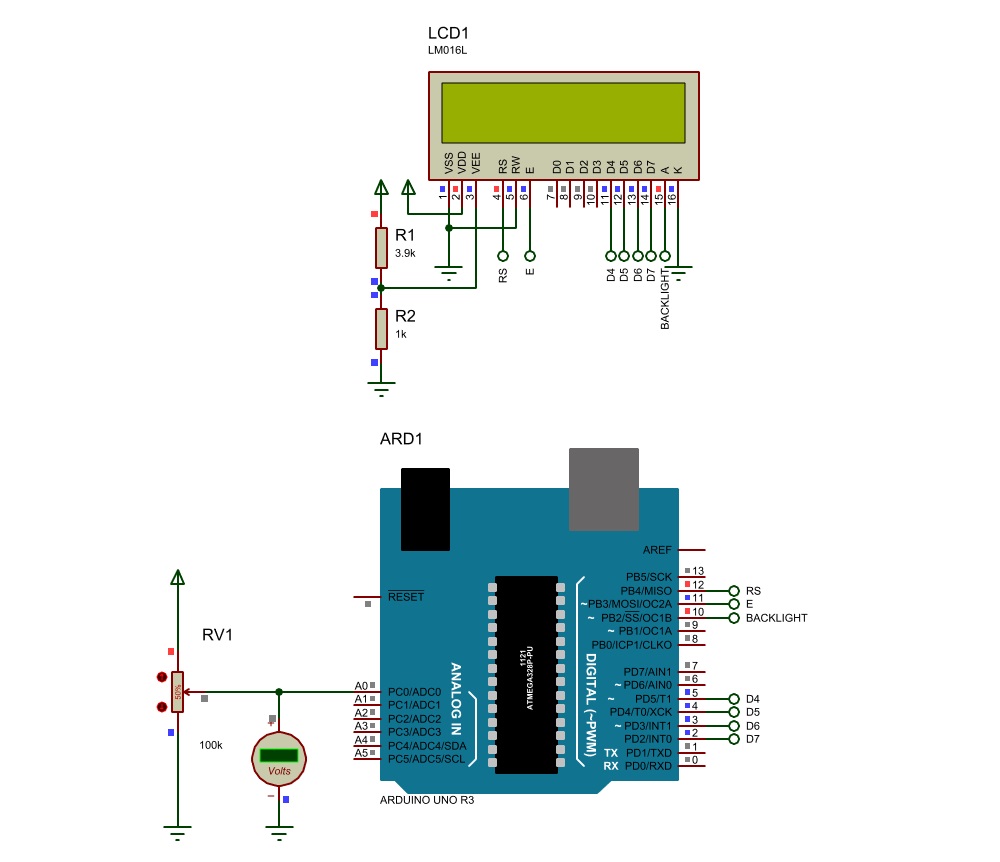 LCD1
LM016L
VSS VDD VEE RS RW E D0 D1 D2 D3 D4 D5 D6 D7 A K
1 2 3 4 5 6 7 8 9 10 11 12 13 14 15 16
R1
3.9k
RS E D4 D5 D6 D7 BACKLIGHT
R2
1k
ARD1
AREF
PB5/SCK 13
RESET
PB4/MISO 12 RS
~PB3/MOSI/OC2A 11 E
~ PB2/SS/OC1B 10 BACKLIGHT
~ PB1/OC1A 9
PB0/ICP1/CLKO 8
RV1
50%
100k
1121
ATMEGA328P-PU
ANALOG IN
DIGITAL (~PWM)
PD7/AIN1 7
~ PD6/AIN0 6
~ PD5/T1 5 D4
PD4/T0/XCK 4 D5
~ PD3/INT1 3 D6
PD2/INT0 2 D7
TX PD1/TXD 1
RX PD0/RXD 0
A0 PC0/ADC0
A1 PC1/ADC1
A2 PC2/ADC2
A3 PC3/ADC3
A4 PC4/ADC4/SDA
A5 PC5/ADC5/SCL
+
Volts
−
ARDUINO UNO R3